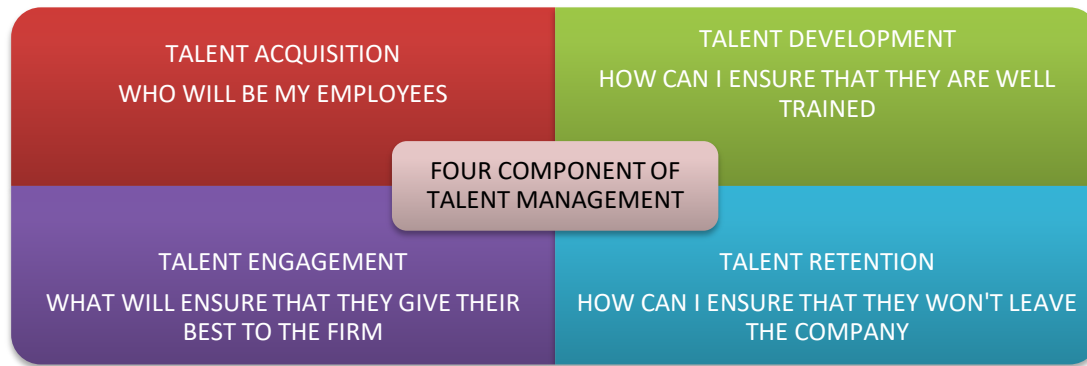 TALENT ACQUISITION
WHO WILL BE MY EMPLOYEES
TALENT DEVELOPMENT
HOW CAN I ENSURE THAT THEY ARE WELL
TRAINED
FOUR COMPONENT OF
TALENT MANAGEMENT
TALENT ENGAGEMENT
WHAT WILL ENSURE THAT THEY GIVE THEIR
BEST TO THE FIRM
TALENT RETENTION
HOW CAN I ENSURE THAT THEY WON'T LEAVE
THE COMPANY